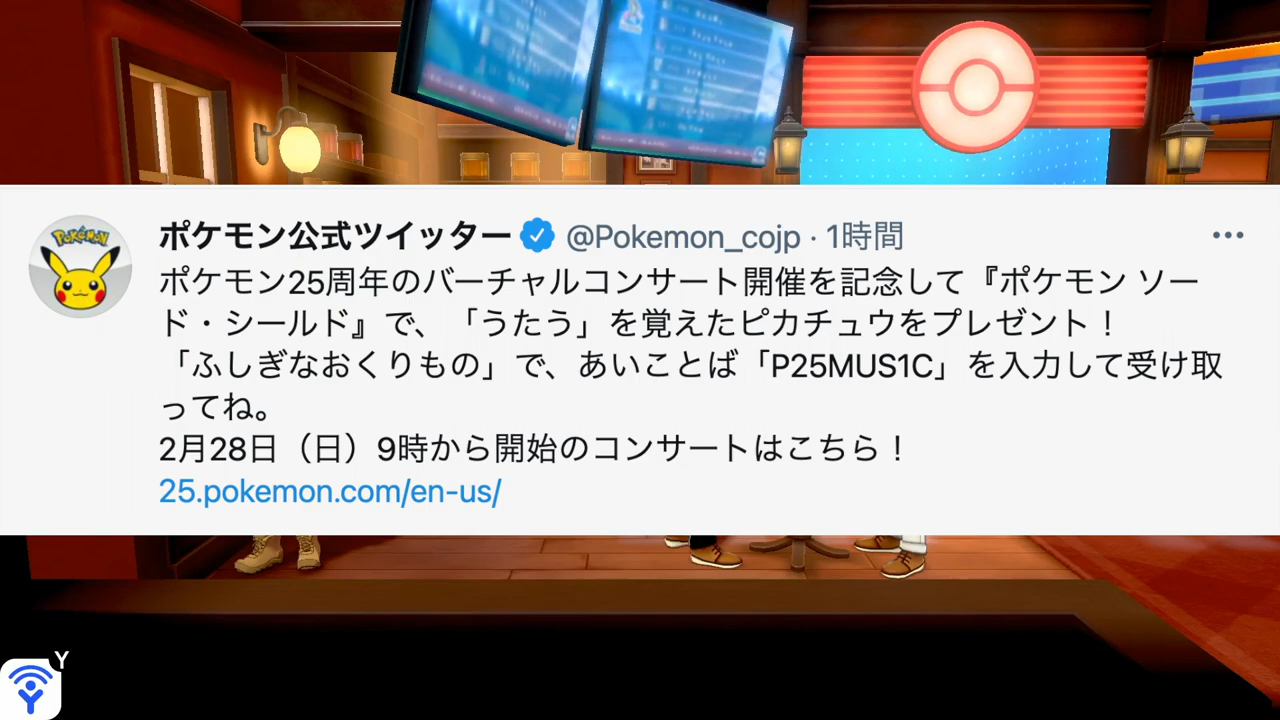 ポケモン公式ツイッター @Pokemon_cojp · 1時間
ポケモン25周年のバーチャルコンサート開催を記念して『ポケモン ソー
ド・シールド』で、「うたう」を覚えたピカチュウをプレゼント！
「ふしぎなおくりもの」で、あいことば「P25MUS1C」を入力して受け取
ってね。
2月28日（日）9時から開始のコンサートはこちら！
25.pokemon.com/en-us/
POKéMON
Y